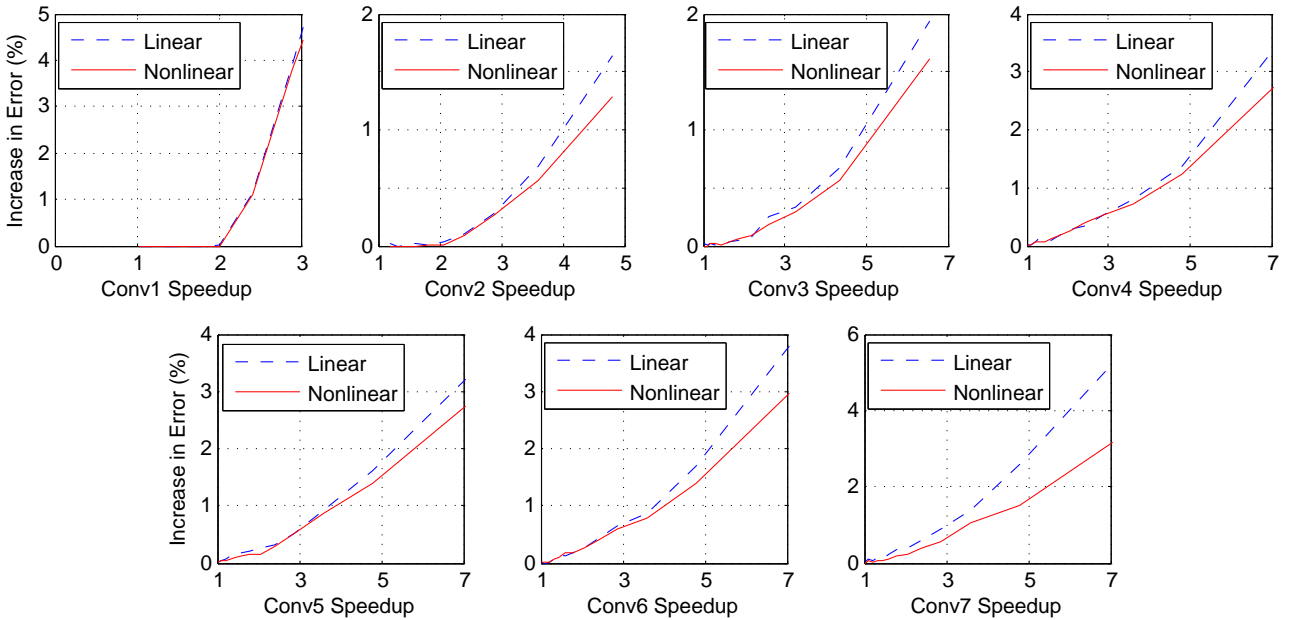 Increase in Error (%)
5
4
3
2
1
0
Linear
Nonlinear
0 1 2 3
Conv1 Speedup
2
1
0
Linear
Nonlinear
1 2 3 4 5
Conv2 Speedup
2
1
0
Linear
Nonlinear
1 3 5 7
Conv3 Speedup
4
3
2
1
0
Linear
Nonlinear
1 3 5 7
Conv4 Speedup
Increase in Error (%)
4
3
2
1
0
Linear
Nonlinear
1 3 5 7
Conv5 Speedup
4
3
2
1
0
Linear
Nonlinear
1 3 5 7
Conv6 Speedup
6
4
2
0
Linear
Nonlinear
1 3 5 7
Conv7 Speedup